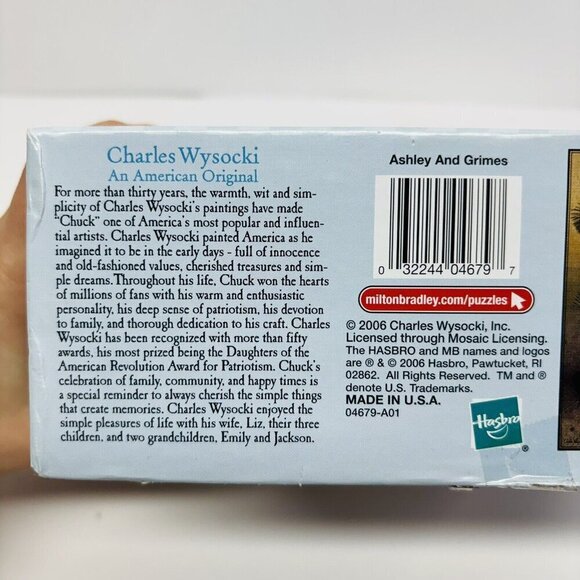 Charles Wysocki
An American Original
For more than thirty years, the warmth, wit and sim-
plicity of Charles Wysocki's paintings have made
"Chuck" one of America's most popular and influen-
tial artists. Charles Wysocki painted America as he
imagined it to be in the early days - full of innocence
and old-fashioned values, cherished treasures and sim-
ple dreams.Throughout his life, Chuck won the hearts
of millions of fans with his warm and enthusiastic
personality, his deep sense of patriotism, his devotion
to family, and thorough dedication to his craft. Charles
Wysocki has been recognized with more than fifty
awards, his most prized being the Daughters of the
American Revolution Award for Patriotism. Chuck's
celebration of family, community, and happy times is
a special reminder to always cherish the simple things
that create memories. Charles Wysocki enjoyed the
simple pleasures of life with his wife, Liz, their three
children, and two grandchildren, Emily and Jackson.
Ashley And Grimes
0 32244 04679 7
miltonbradley.com/puzzles
© 2006 Charles Wysocki, Inc.
Licensed through Mosaic Licensing.
The HASBRO and MB names and logos
are ® & © 2006 Hasbro, Pawtucket, RI
02862. All Rights Reserved. TM and ®
denote U.S. Trademarks.
MADE IN U.S.A.
04679-A01
Hasbro
®